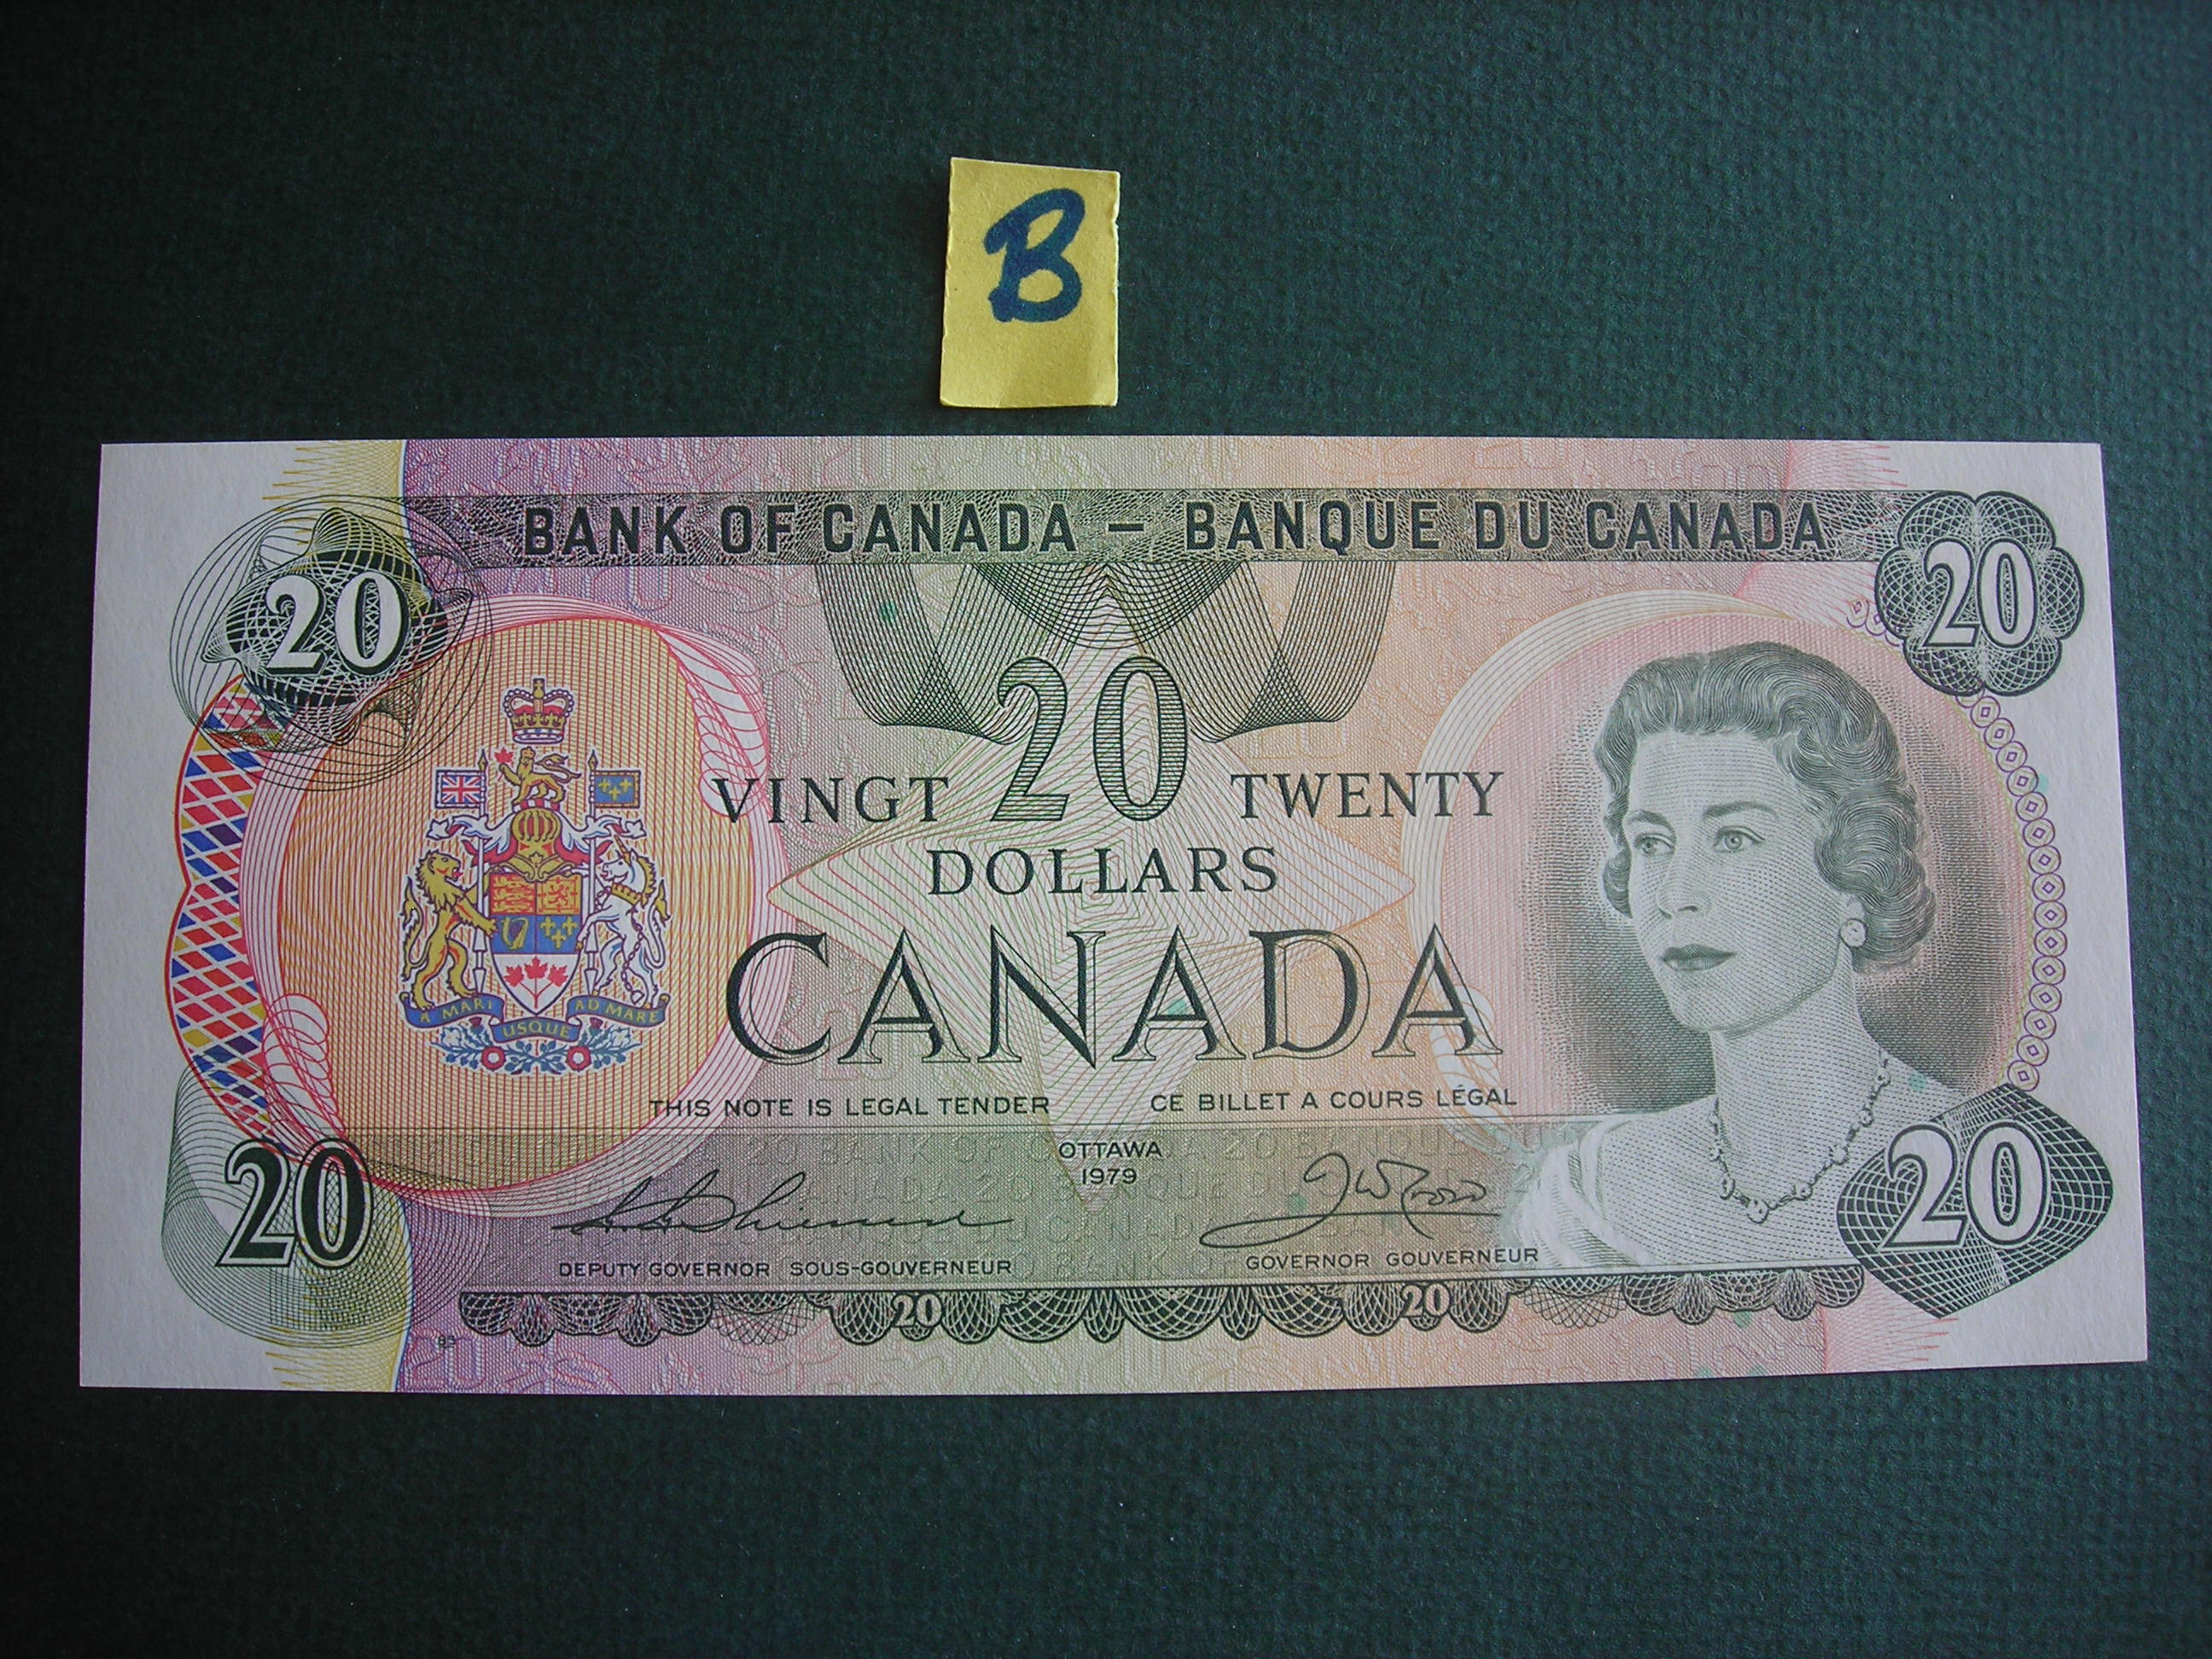 B
BANK OF CANADA – BANQUE DU CANADA
20
20
20
VINGT TWENTY
DOLLARS
CANADA
A MARI USQUE AD MARE
THIS NOTE IS LEGAL TENDER CE BILLET A COURS LÉGAL
OTTAWA
1979
20
20
DEPUTY GOVERNOR SOUS-GOUVERNEUR
GOVERNOR GOUVERNEUR
20
20